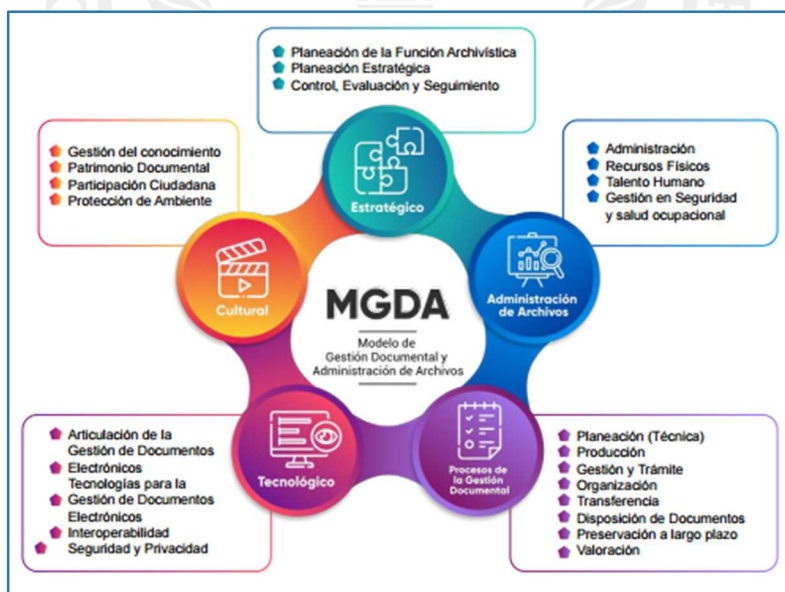 Planeación de la Función Archivística
Planeación Estratégica
Control, Evaluación y Seguimiento
Gestión del conocimiento
Patrimonio Documental
Participación Ciudadana
Protección de Ambiente
Administración
Recursos Físicos
Talento Humano
Gestión en Seguridad
y salud ocupacional
Estratégico
Cultural
Administración
de Archivos
MGDA
Modelo de
Gestión Documental y
Administración de Archivos
Tecnológico
Procesos de
la Gestión
Documental
Articulación de la
Gestión de Documentos
Electrónicos
Tecnologías para la
Gestión de Documentos
Electrónicos
Interoperabilidad
Seguridad y Privacidad
Planeación (Técnica)
Producción
Gestión y Trámite
Organización
Transferencia
Disposición de Documentos
Preservación a largo plazo
Valoración